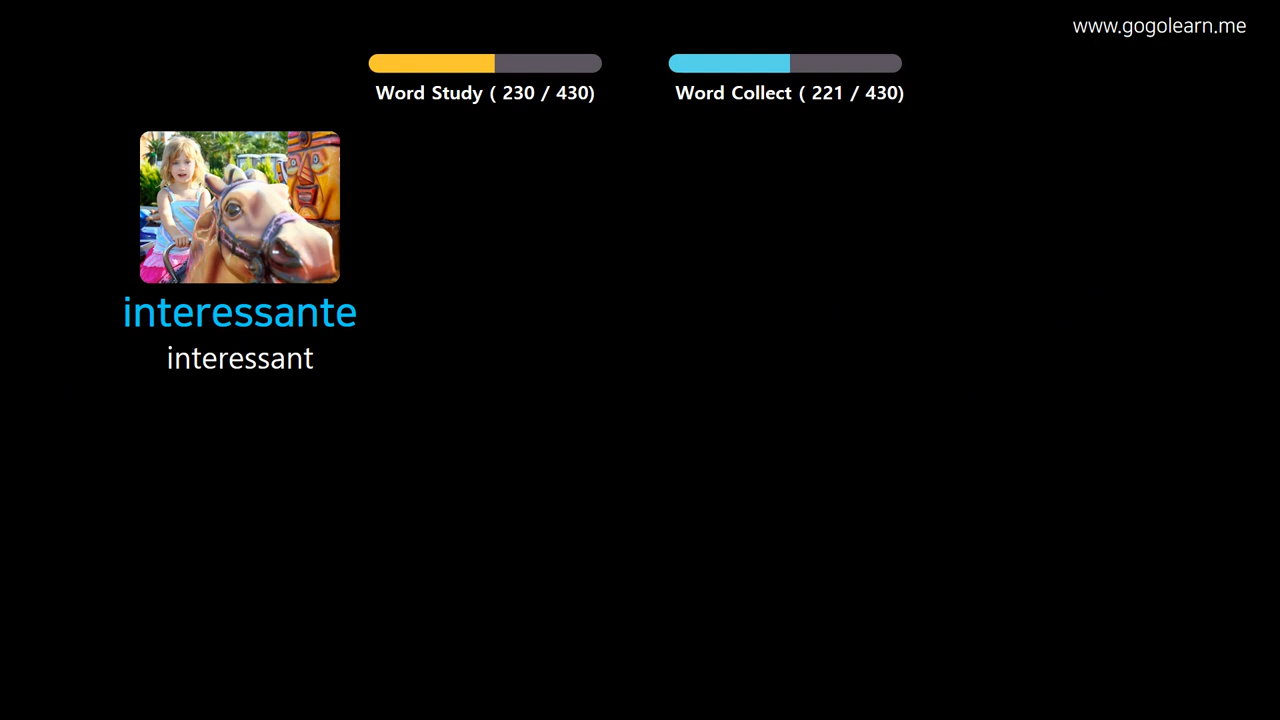 www.gogolearn.me
Word Study ( 230 / 430)
Word Collect ( 221 / 430)
interessante
interessant